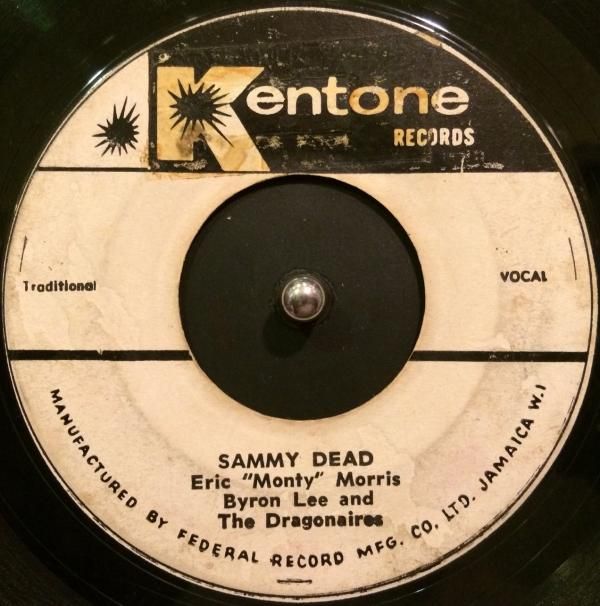 Kentone
RECORDS
Traditional
VOCAL
SAMMY DEAD
Eric "Monty" Morris
Byron Lee and
The Dragonaires
MANUFACTURED BY FEDERAL RECORD MFG. CO. LTD. JAMAICA W.I